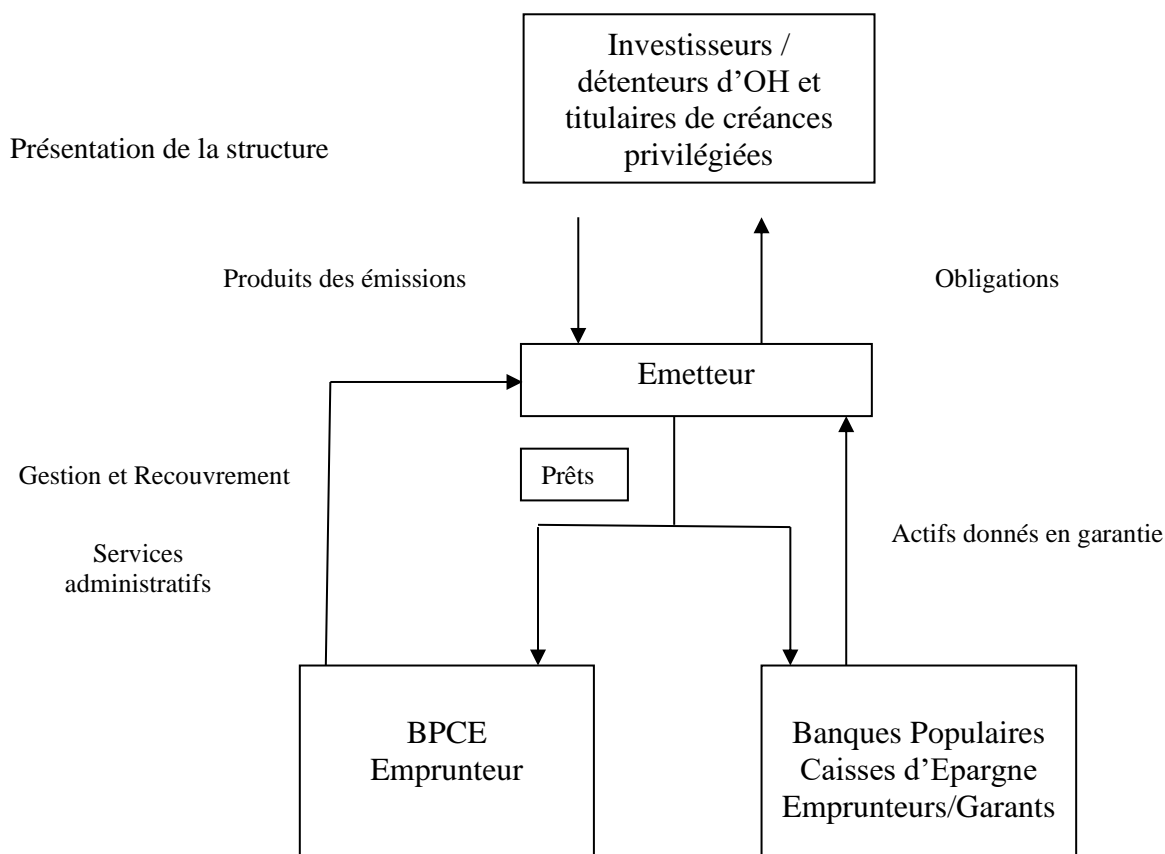 Investisseurs /
détenteurs d’OH et
titulaires de créances
privilégiées
Présentation de la structure
Produits des émissions
Obligations
Emetteur
Gestion et Recouvrement
Prêts
Services
administratifs
Actifs donnés en garantie
BPCE
Emprunteur
Banques Populaires
Caisses d’Epargne
Emprunteurs/Garants